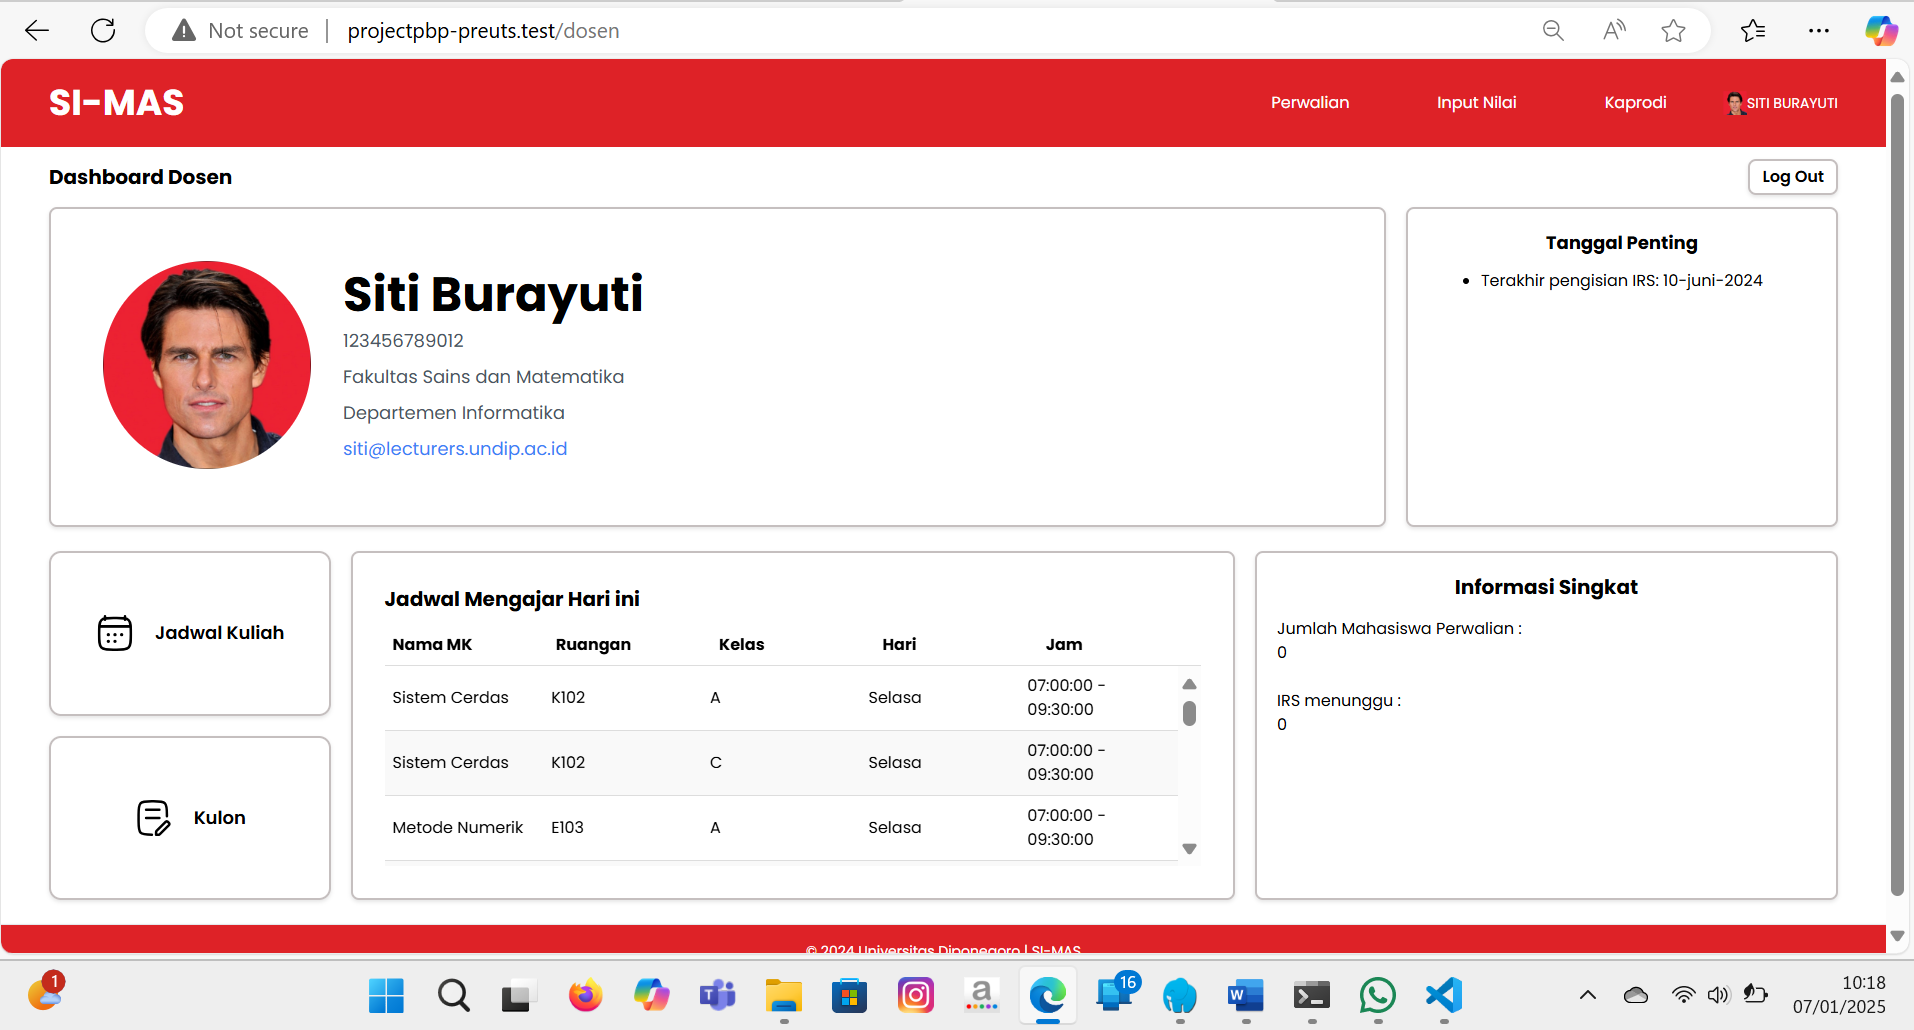 Not secure
projectpbp-preuts.test/dosen
SI-MAS
Perwalian
Input Nilai
Kaprodi
SITI BURAYUTI
Dashboard Dosen
Log Out
Siti Burayuti
123456789012
Fakultas Sains dan Matematika
Departemen Informatika
siti@lecturers.undip.ac.id
Tanggal Penting
Terakhir pengisian IRS: 10-juni-2024
Jadwal Kuliah
Kulon
Jadwal Mengajar Hari ini
Nama MK Ruangan Kelas Hari Jam
Sistem Cerdas K102 A Selasa 07:00:00 -
09:30:00
Sistem Cerdas K102 C Selasa 07:00:00 -
09:30:00
Metode Numerik E103 A Selasa 07:00:00 -
09:30:00
Informasi Singkat
Jumlah Mahasiswa Perwalian :
0
IRS menunggu :
0
© 2024 Universitas Diponegoro | SI-MAS
1
16
10:18
07/01/2025